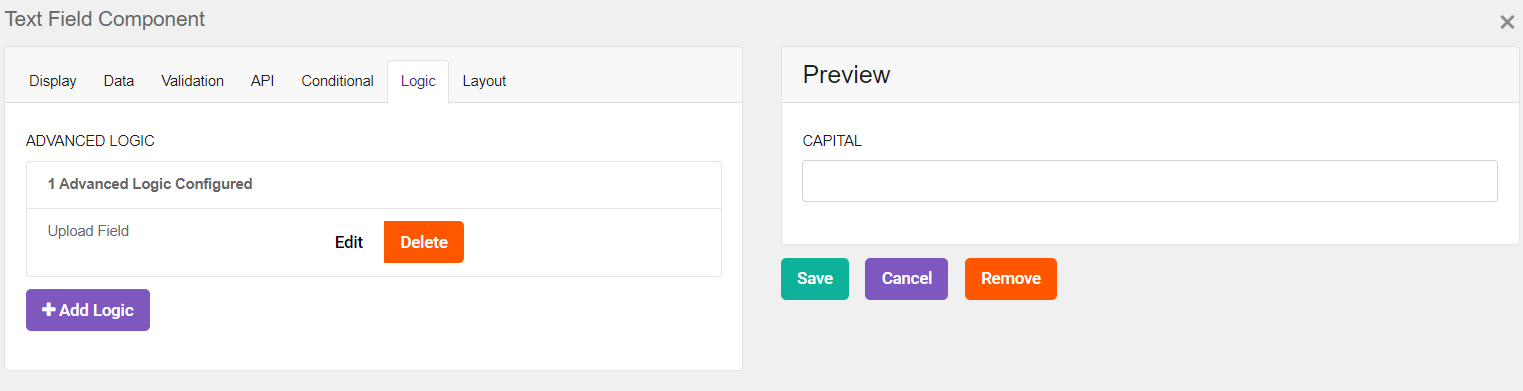 Text Field Component
Display Data Validation API Conditional Logic Layout
ADVANCED LOGIC
1 Advanced Logic Configured
Upload Field Edit Delete
Add Logic
Preview
CAPITAL
Save Cancel Remove